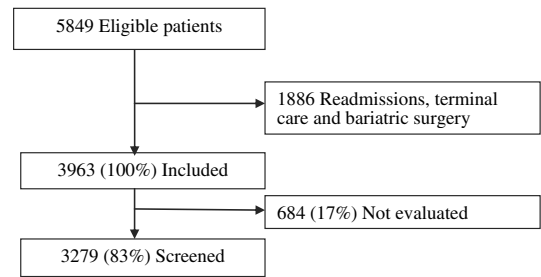 5849 Eligible patients
1886 Readmissions, terminal
care and bariatric surgery
3963 (100%) Included
684 (17%) Not evaluated
3279 (83%) Screened